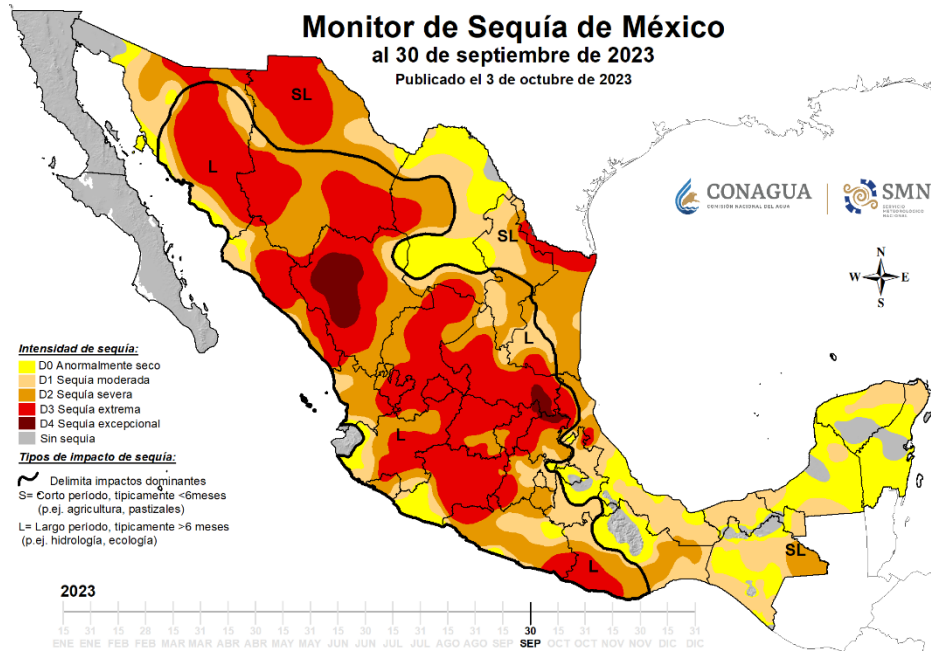 Monitor de Sequía de México
al 30 de septiembre de 2023
Publicado el 3 de octubre de 2023
SL
L
CONAGUA
COMISIÓN NACIONAL DEL AGUA
SMN
SERVICIO
METEOROLÓGICO
NACIONAL
SL
N
W E
S
L
Intensidad de sequía:
D0 Anormalmente seco
D1 Sequía moderada
D2 Sequía severa
D3 Sequía extrema
D4 Sequía excepcional
Sin sequia
Tipos de impacto de sequía:
Delimita impactos dominantes
S= Corto período, típicamente <6meses
(p.ej. agricultura, pastizales)
L= Largo período, típicamente >6 meses
(p.ej. hidrología, ecología)
L
L
SL
2023
15 31 15 28 15 31 15 30 15 31 15 30 15 31 15 31 15 30 15 31 15 30 15 31
ENE ENE FEB FEB MAR MAR ABR ABR MAY MAY JUN JUN JUL JUL AGO AGO SEP SEP OCT OCT NOV NOV DIC DIC